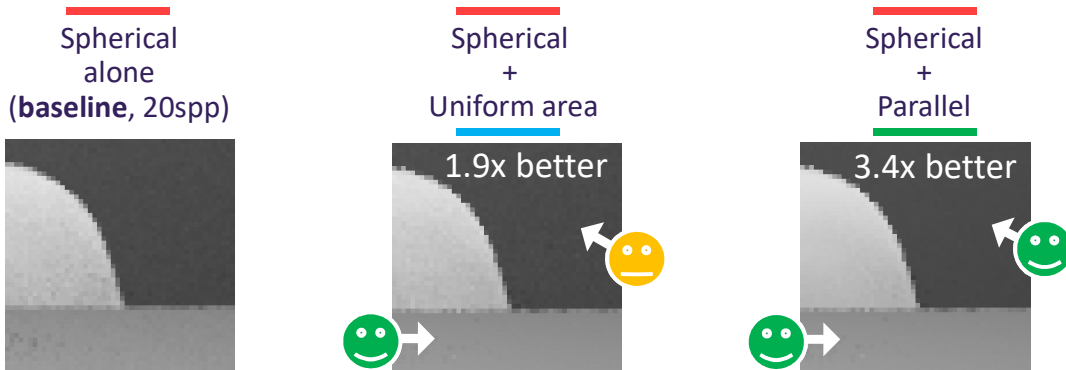 Spherical
alone
(baseline, 20spp)
Spherical
+
Uniform area
1.9x better
Spherical
+
Parallel
3.4x better